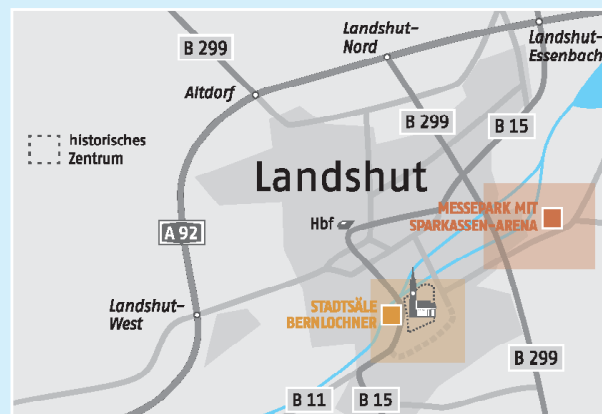 Landshut-
Nord
Landshut-
Essenbach
B 299
Altdorf
B 299
B 15
historisches
Zentrum
Landshut
MESSEPARK MIT
SPARKASSEN-ARENA
Hbf
A 92
Landshut-
West
STADTSÄLE
BERNLOCHNER
B 299
B 11
B 15